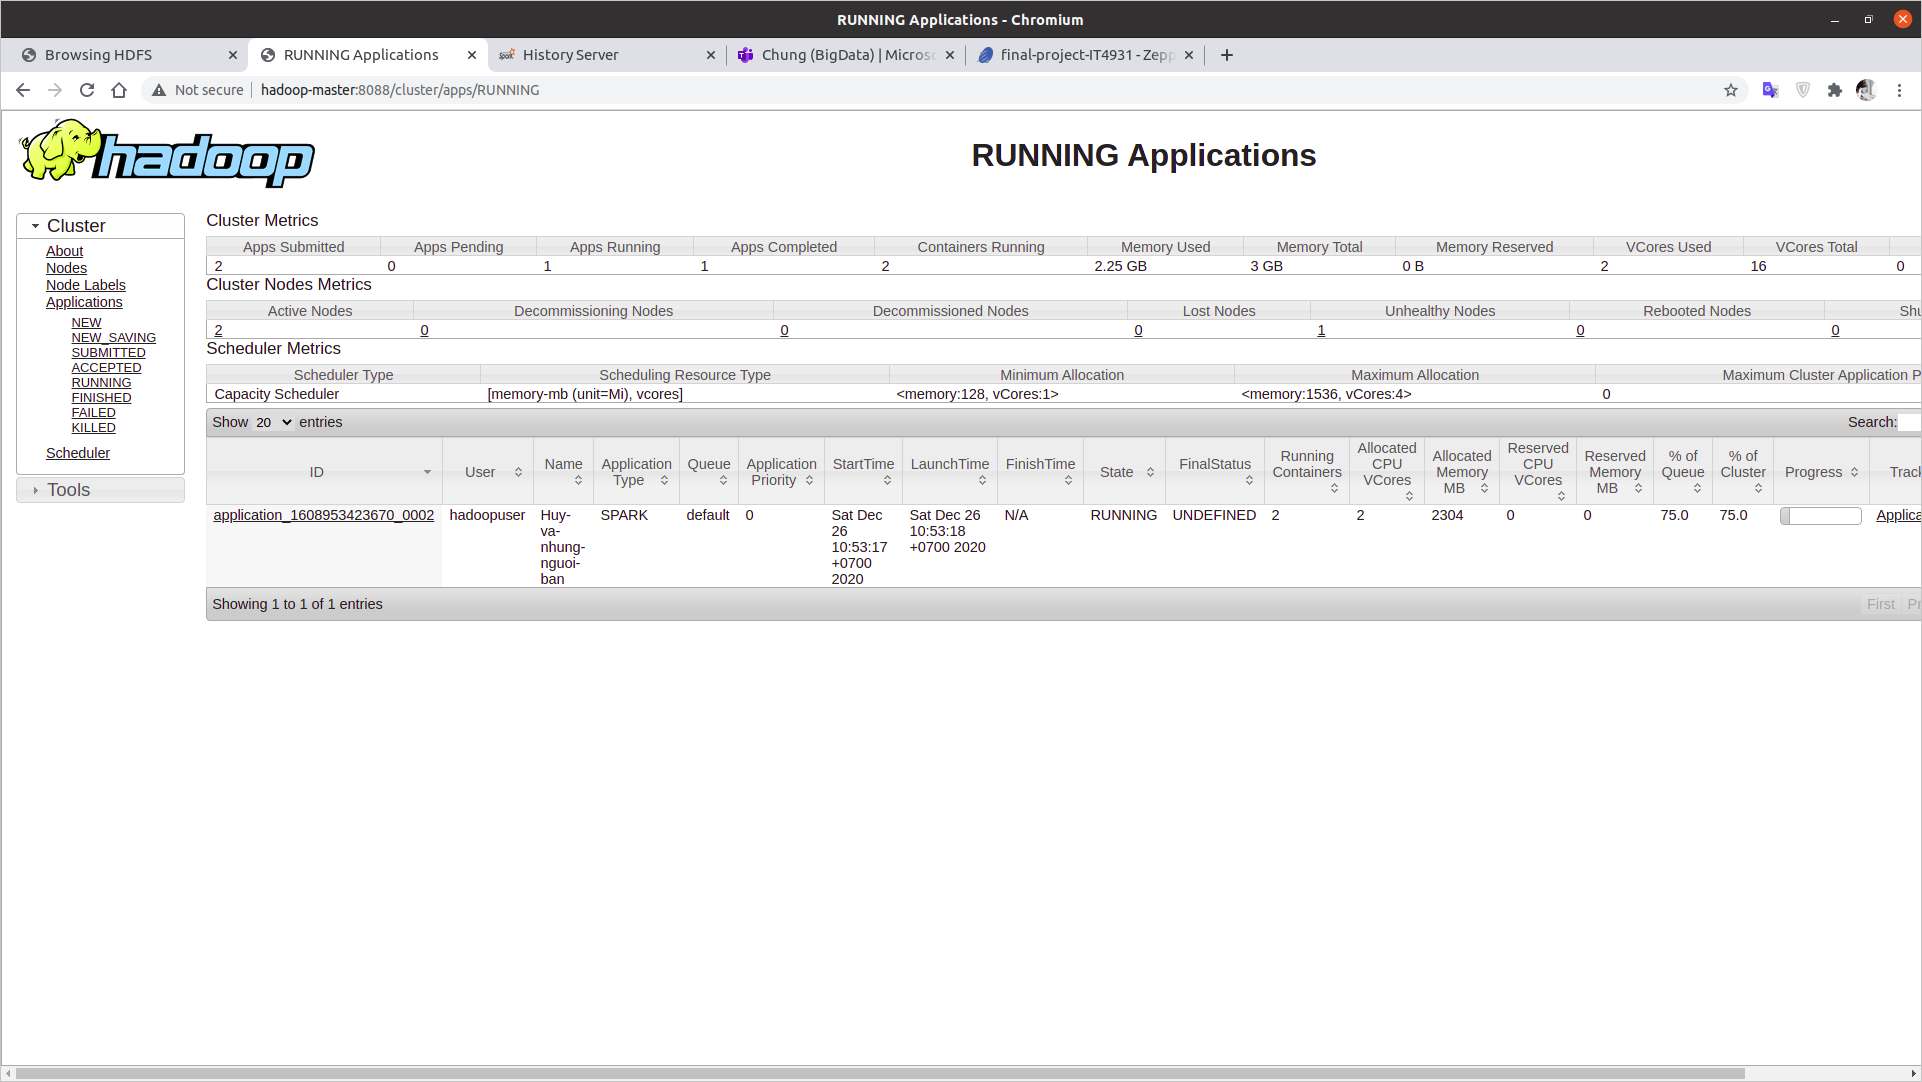 RUNNING Applications - Chromium
Browsing HDFS
RUNNING Applications
History Server
Chung (BigData) | Micros
final-project-IT4931 - Zepp
Not secure
hadoop-master:8088/cluster/apps/RUNNING
hadoop
RUNNING Applications
Cluster
About
Nodes
Node Labels
Applications
NEW
NEW_SAVING
SUBMITTED
ACCEPTED
RUNNING
FINISHED
FAILED
KILLED
Scheduler
Tools
Cluster Metrics
Apps Submitted Apps Pending Apps Running Apps Completed Containers Running Memory Used Memory Total Memory Reserved VCores Used VCores Total
2 0 1 1 2 2.25 GB 3 GB 0 B 2 16 0
Cluster Nodes Metrics
Active Nodes Decommissioning Nodes Decommissioned Nodes Lost Nodes Unhealthy Nodes Rebooted Nodes Shu
2 0 0 0 1 0 0
Scheduler Metrics
Scheduler Type Scheduling Resource Type Minimum Allocation Maximum Allocation Maximum Cluster Application P
Capacity Scheduler [memory-mb (unit=Mi), vcores] <memory:128, vCores:1> <memory:1536, vCores:4> 0
Show 20 entries
Search:
ID
User
Name
Application
Type
Queue
Application
Priority
StartTime
LaunchTime
FinishTime
State
FinalStatus
Running
Containers
Allocated
CPU
VCores
Allocated
Memory
MB
Reserved
CPU
VCores
Reserved
Memory
MB
% of
Queue
% of
Cluster
Progress
Track
application_1608953423670_0002
hadoopuser
Huy-
va-
nhung-
nguoi-
ban
SPARK
default
0
Sat Dec
26
10:53:17
+0700
2020
Sat Dec 26
10:53:18
+0700 2020
N/A
RUNNING
UNDEFINED
2
2
2304
0
0
75.0
75.0
Applica
Showing 1 to 1 of 1 entries
First
Pr